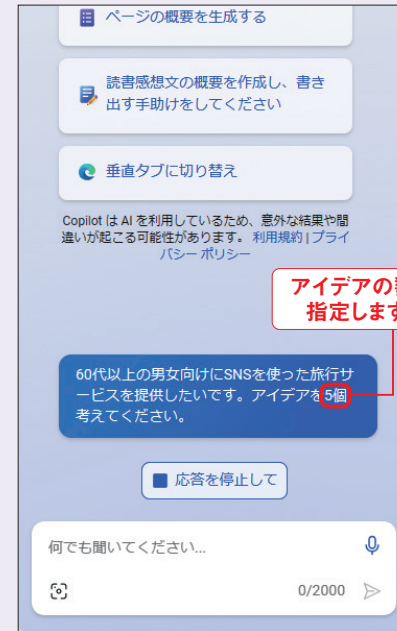 ページの概要を生成する
読書感想文の概要を作成し、書き
出す手助けをしてください
垂直タブに切り替え
Copilot は AI を利用しているため、意外な結果や間
違いが起こる可能性があります。 利用規約 | プライ
バシー ポリシー
アイデアの
指定します
60代以上の男女向けにSNSを使った旅行サ
ービスを提供したいです。アイデアを5個
考えてください。
応答を停止して
何でも聞いてください...
0/2000